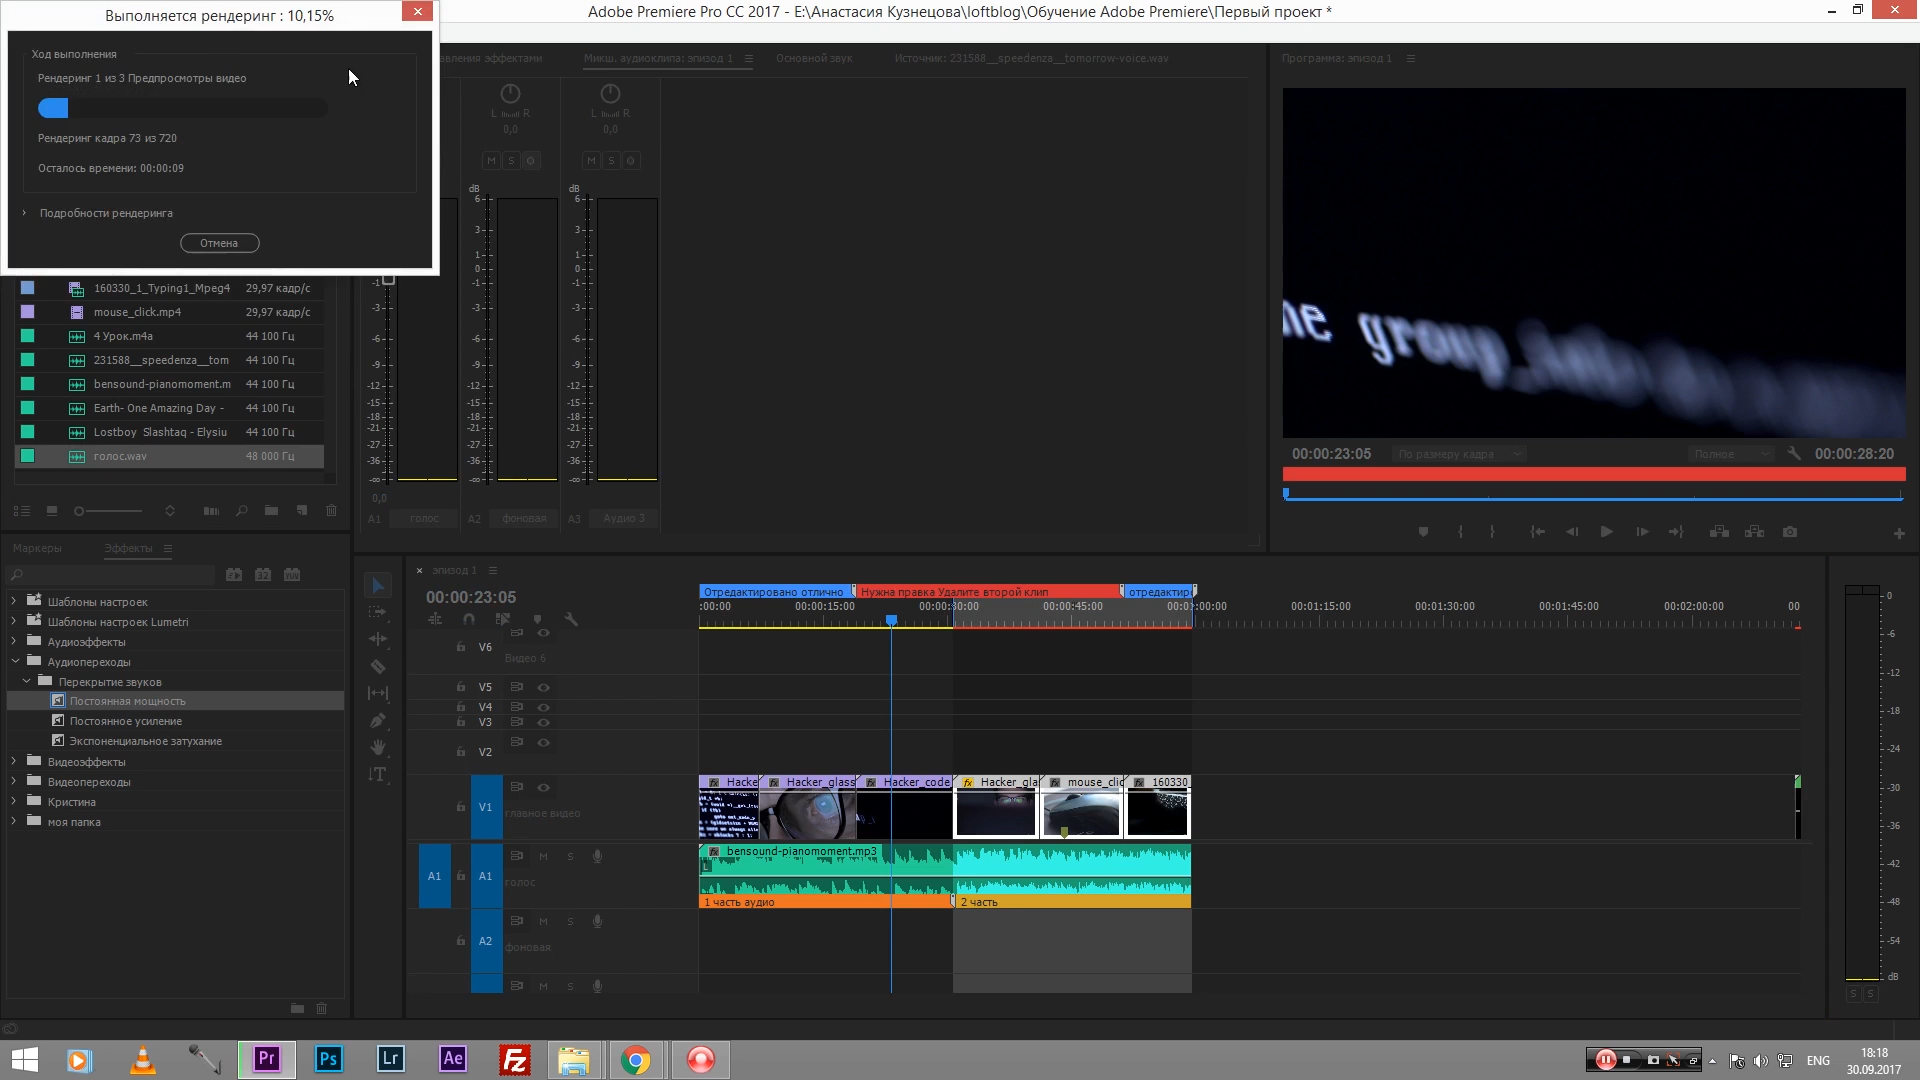 Выполняется рендеринг : 10,15%
Adobe Premiere Pro CC 2017 - E:\Анастасия Кузнецова\loftblog\Обучение Adobe Premiere\Первый проект *
Ход выполнения
Рендеринг 1 из 3 Предпросмотры видео
Рендеринг кадра 73 из 720
Осталось времени: 00:00:09
Подробности рендеринга
Отмена
авления эффектами
Микш. аудиоклипа: эпизод 1
Основной звук
Источник: 231588__speedenza__tomorrow-voice.wav
Программа: эпизод 1
L R
0,0
L R
0,0
M S
M S
dB
dB
6 3 1 0 -1 -3 -6 -9 -12 -15 -18 -21 -27 -36 -∞
0,0
A1 голос
A2 фоновая
A3 Аудио 3
160330_1_Typing1_Mpeg4 29,97 кадр/с
mouse_click.mp4 29,97 кадр/с
4 Урок.m4a 44 100 Гц
231588__speedenza__tom 44 100 Гц
bensound-pianomoment.m 44 100 Гц
Earth- One Amazing Day - 44 100 Гц
Lostboy Slashtaq - Elysiu 44 100 Гц
голос.wav 48 000 Гц
he group
00:00:23:05
По размеру кадра
Полное
00:00:28:20
Маркеры
Эффекты
Шаблоны настроек
Шаблоны настроек Lumetri
Аудиоэффекты
Аудиопереходы
Перекрытие звуков
Постоянная мощность
Постоянное усиление
Экспоненциальное затухание
Видеоэффекты
Видеопереходы
Кристина
моя папка
эпизод 1
00:00:23:05
Отредактировано отлично
Нужна правка Удалите второй клип
отредактир
:00:00 00:00:15:00 00:00:30:00 00:00:45:00 00:01:00:00 00:01:15:00 00:01:30:00 00:01:45:00 00:02:00:00 00
V6
Видео 6
V5
V4
V3
V2
V1
главное видео
Hacke
Hacker_glass
Hacker_code
Hacker_gla
mouse_clic
160330
A1 A1 M S
голос
bensound-pianomoment.mp3
L
1 часть аудио
2 часть
A2 M S
фоновая
M S
0
-6
-12
-18
-24
-30
-36
-42
-48
-54
dB
S S
Pr Ps Lr Ae Fz
ENG
18:18
30.09.2017